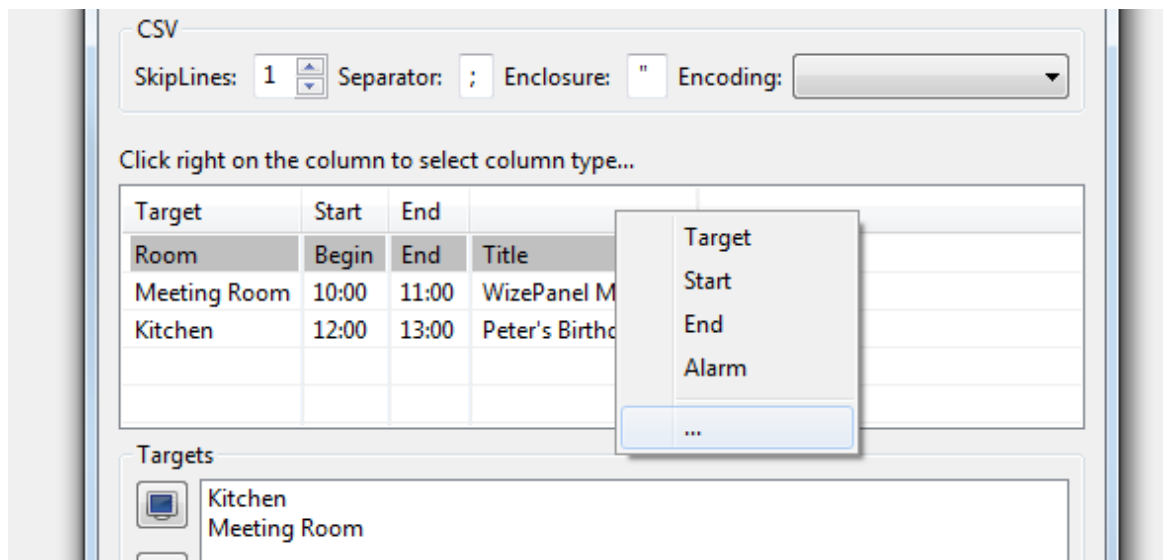 CSV
SkipLines: 1 Separator: ; Enclosure: " Encoding:
Click right on the column to select column type...
Target Start End
Room Begin End Title
Meeting Room 10:00 11:00 WizePanel M
Kitchen 12:00 13:00 Peter's
Target
Start
End
Alarm
...
Targets
Kitchen
Meeting Room